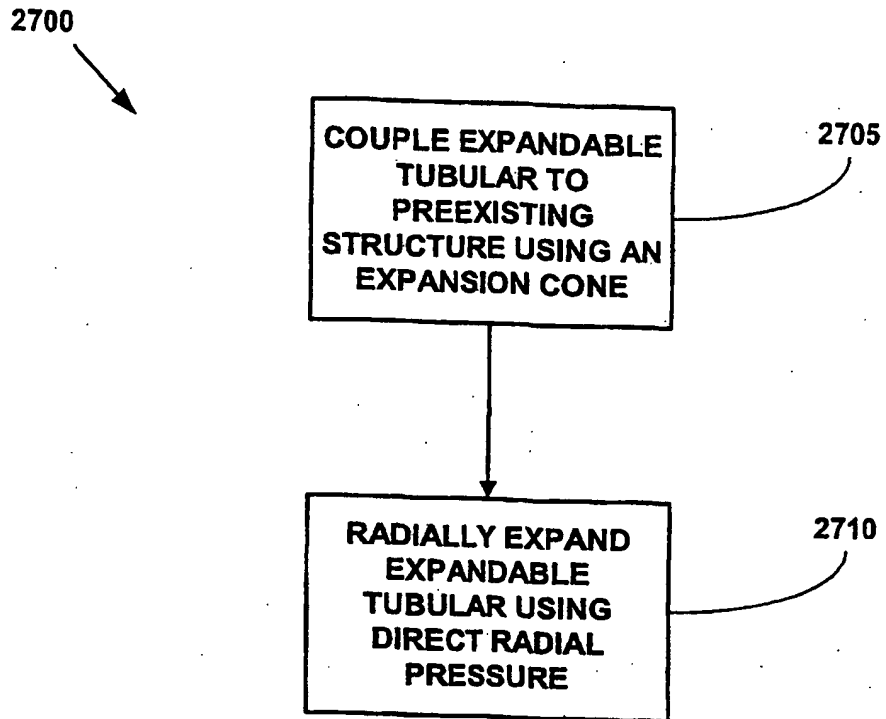 2700
COUPLE EXPANDABLE
TUBULAR TO
PREEXISTING
STRUCTURE USING AN
EXPANSION CONE
2705
RADIALLY EXPAND
EXPANDABLE
TUBULAR USING
DIRECT RADIAL
PRESSURE
2710